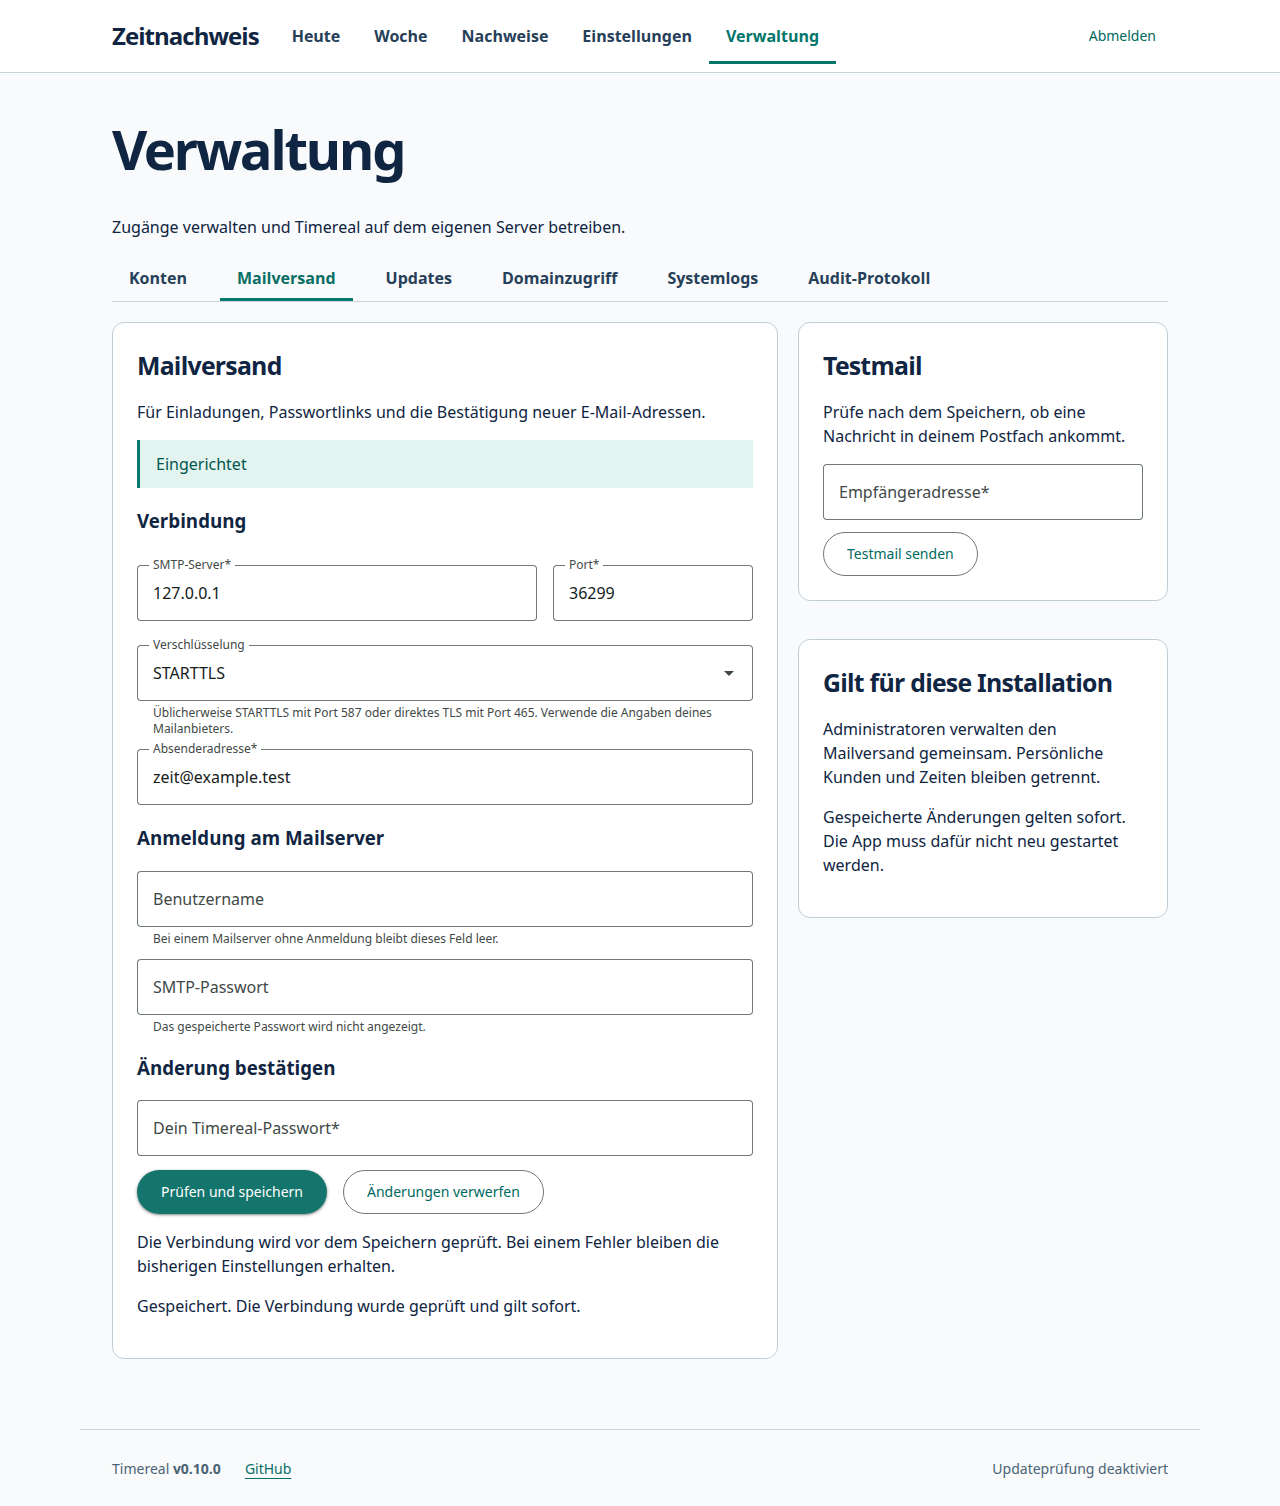 Zeitnachweis Heute Woche Nachweise Einstellungen Verwaltung Abmelden
Verwaltung
Zugänge verwalten und Timereal auf dem eigenen Server betreiben.
Konten Mailversand Updates Domainzugriff Systemlogs Audit-Protokoll
Mailversand
Für Einladungen, Passwortlinks und die Bestätigung neuer E-Mail-Adressen.
Eingerichtet
Verbindung
SMTP-Server* Port*
127.0.0.1 36299
Verschlüsselung
STARTTLS
Üblicherweise STARTTLS mit Port 587 oder direktes TLS mit Port 465. Verwende die Angaben deines
Mailanbieters.
Absenderadresse*
zeit@example.test
Anmeldung am Mailserver
Benutzername
Bei einem Mailserver ohne Anmeldung bleibt dieses Feld leer.
SMTP-Passwort
Das gespeicherte Passwort wird nicht angezeigt.
Änderung bestätigen
Dein Timereal-Passwort*
Prüfen und speichern Änderungen verwerfen
Die Verbindung wird vor dem Speichern geprüft. Bei einem Fehler bleiben die
bisherigen Einstellungen erhalten.
Gespeichert. Die Verbindung wurde geprüft und gilt sofort.
Testmail
Prüfe nach dem Speichern, ob eine
Nachricht in deinem Postfach ankommt.
Empfängeradresse*
Testmail senden
Gilt für diese Installation
Administratoren verwalten den
Mailversand gemeinsam. Persönliche
Kunden und Zeiten bleiben getrennt.
Gespeicherte Änderungen gelten sofort.
Die App muss dafür nicht neu gestartet
werden.
Timereal v0.10.0 GitHub Updateprüfung deaktiviert